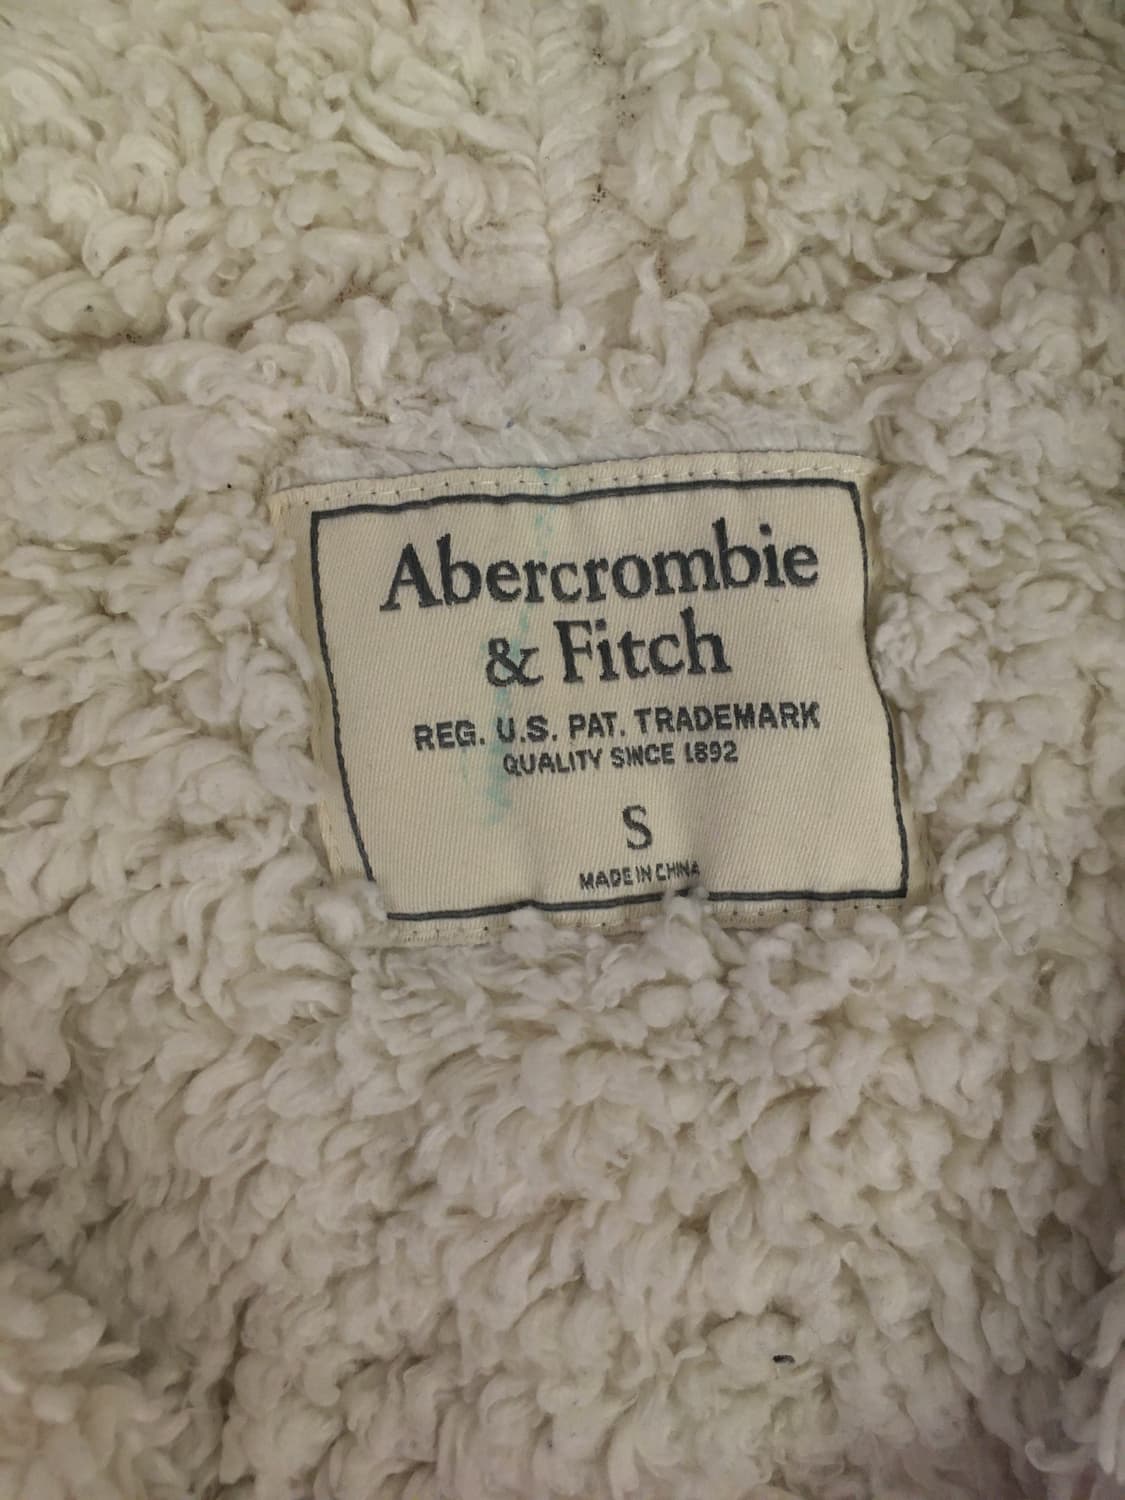 Abercrombie
& Fitch
REG. U.S. PAT. TRADEMARK
QUALITY SINCE 1892
S
MADE IN CHINA